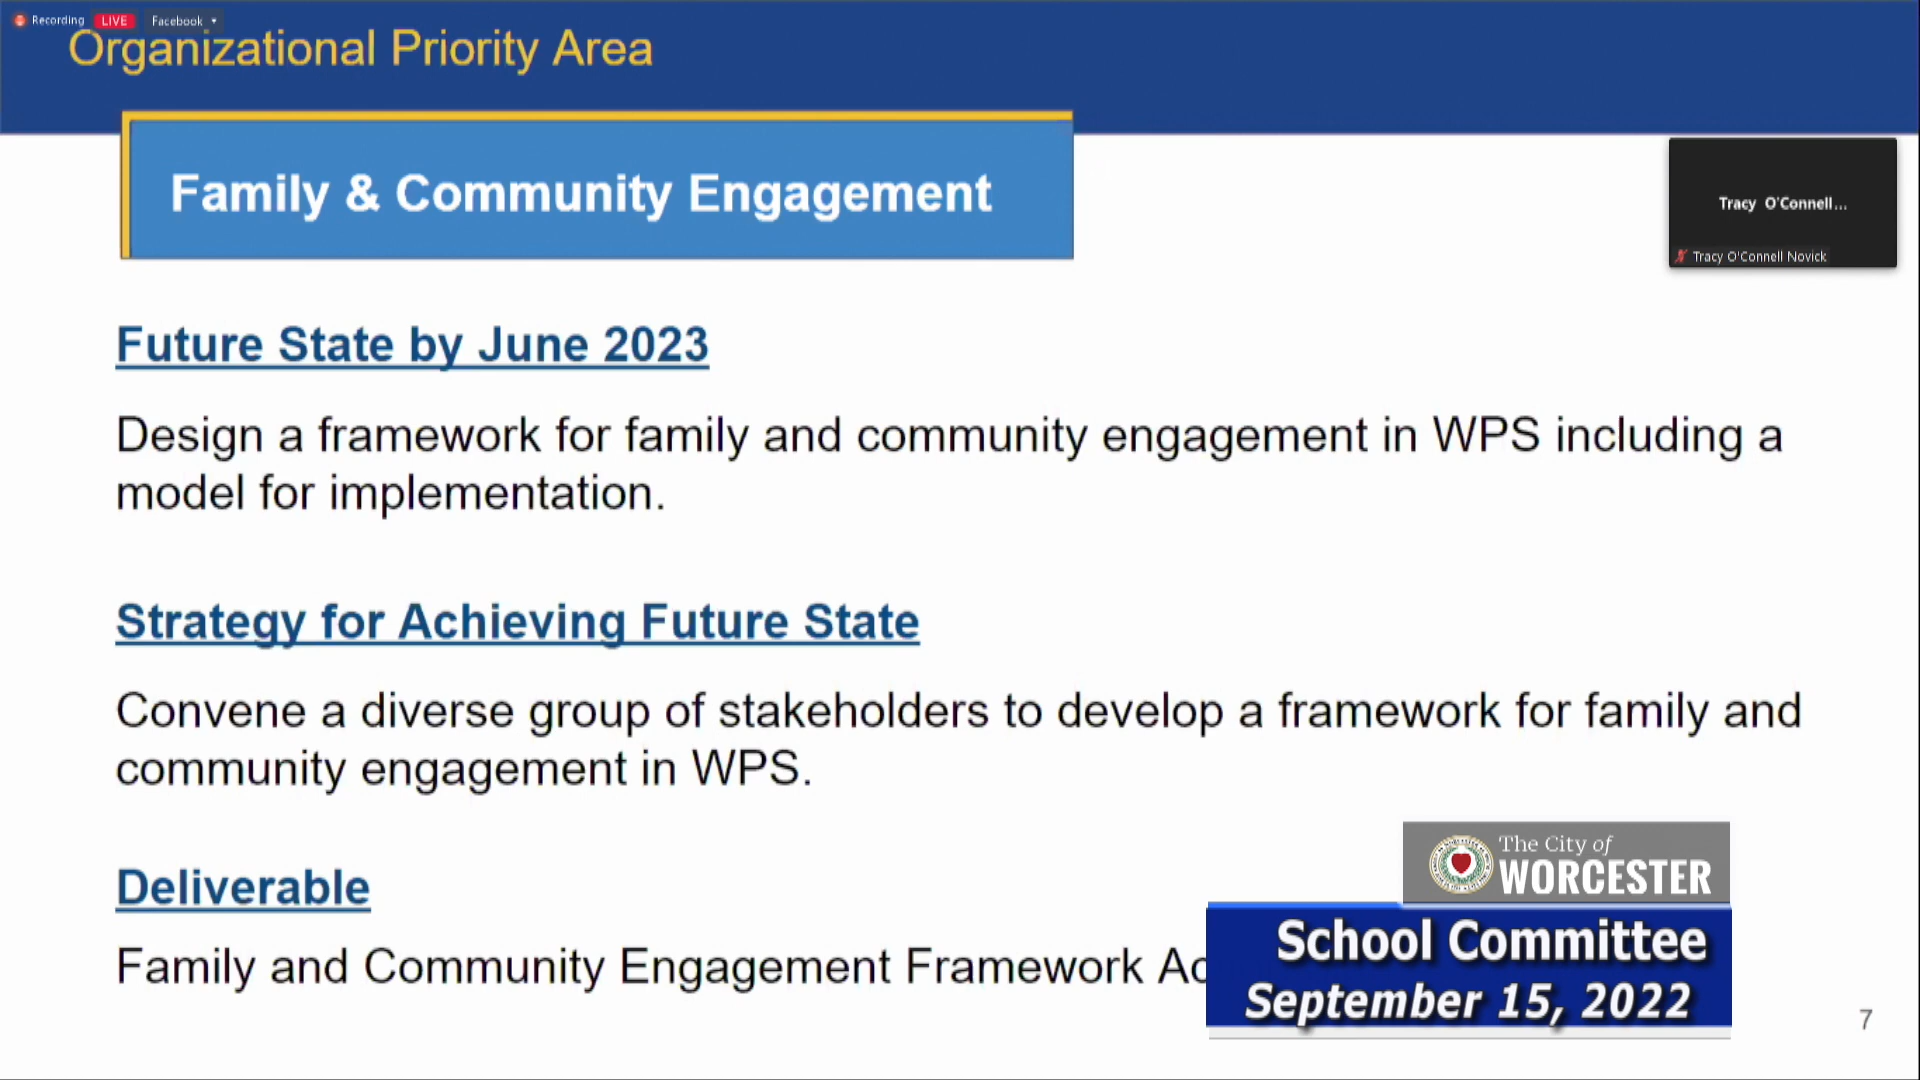 Recording LIVE Facebook
Organizational Priority Area
Family & Community Engagement
Tracy O'Connell...
Tracy O'Connell Novick
Future State by June 2023
Design a framework for family and community engagement in WPS including a
model for implementation.
Strategy for Achieving Future State
Convene a diverse group of stakeholders to develop a framework for family and
community engagement in WPS.
Deliverable
Family and Community Engagement Framework
The City of
WORCESTER
School Committee
September 15, 2022
7